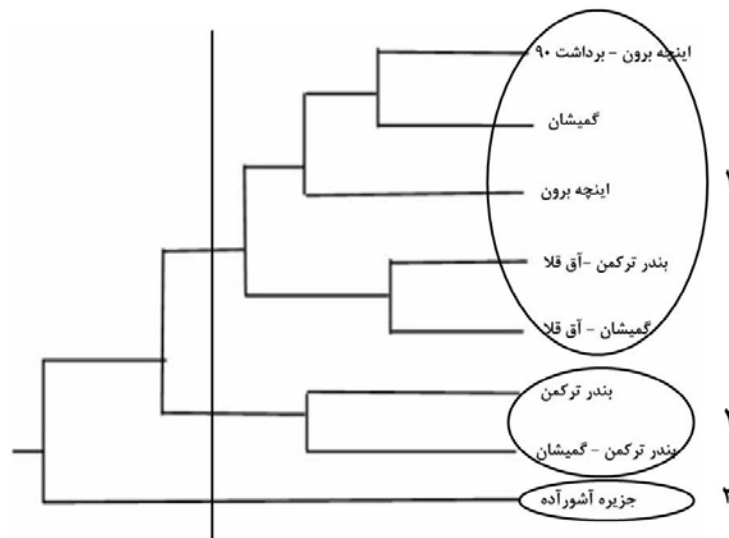 اینچه برون - برداشت ۹۰
گمیشان
اینچه برون
بندر ترکمن -آق قلا
گمیشان - آق قلا
بندر ترکمن
بندر ترکمن - گمیشان
جزیره آشورآده